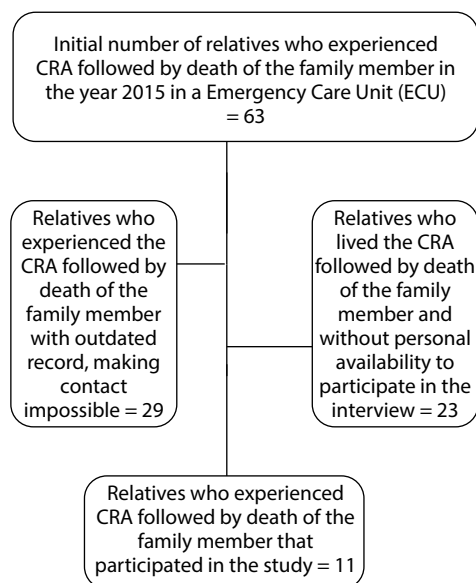 Initial number of relatives who experienced
CRA followed by death of the family member in
the year 2015 in a Emergency Care Unit (ECU)
= 63
Relatives who
experienced the
CRA followed by
death of the
family member
with outdated
record, making
contact
impossible = 29
Relatives who
lived the CRA
followed by death
of the family
member and
without personal
availability to
participate in the
interview = 23
Relatives who experienced
CRA followed by death of the
family member that
participated in the study = 11